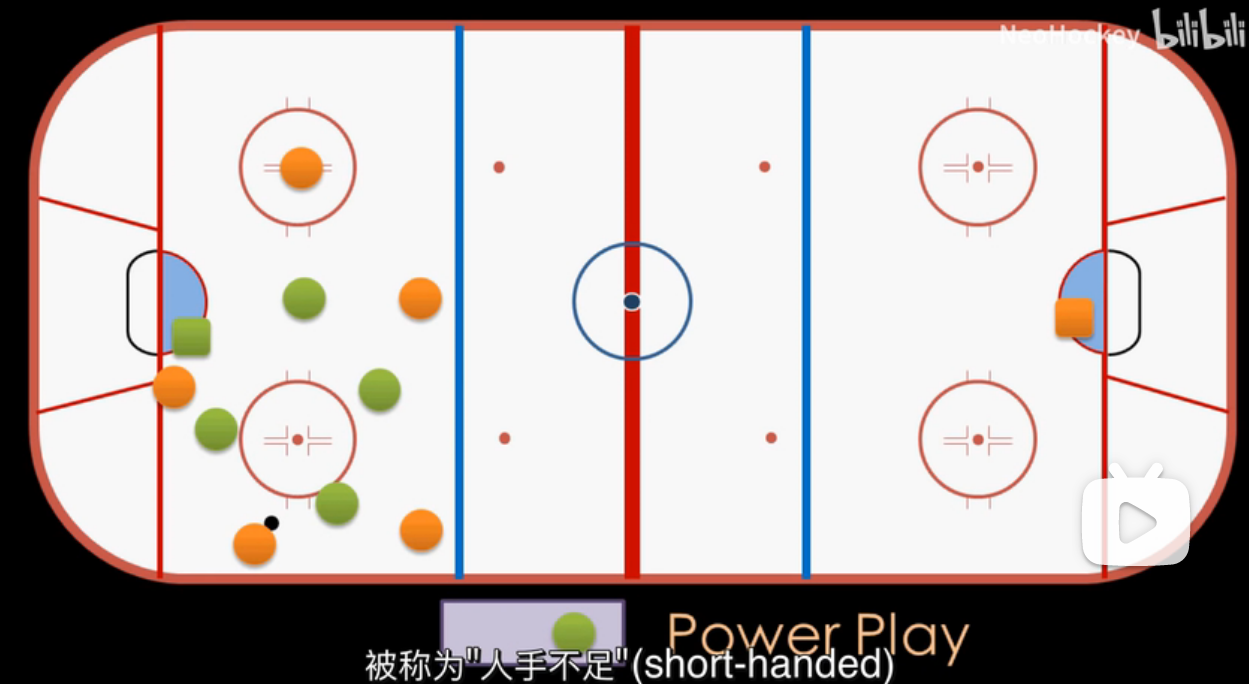 NeoHockey bilibili
Power Play
被称为"人手不足"(short-handed)